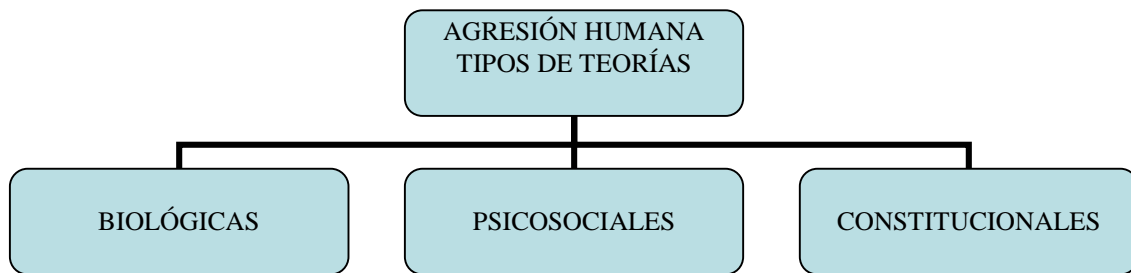 AGRESIÓN HUMANA
TIPOS DE TEORÍAS
BIOLÓGICAS
PSICOSOCIALES
CONSTITUCIONALES